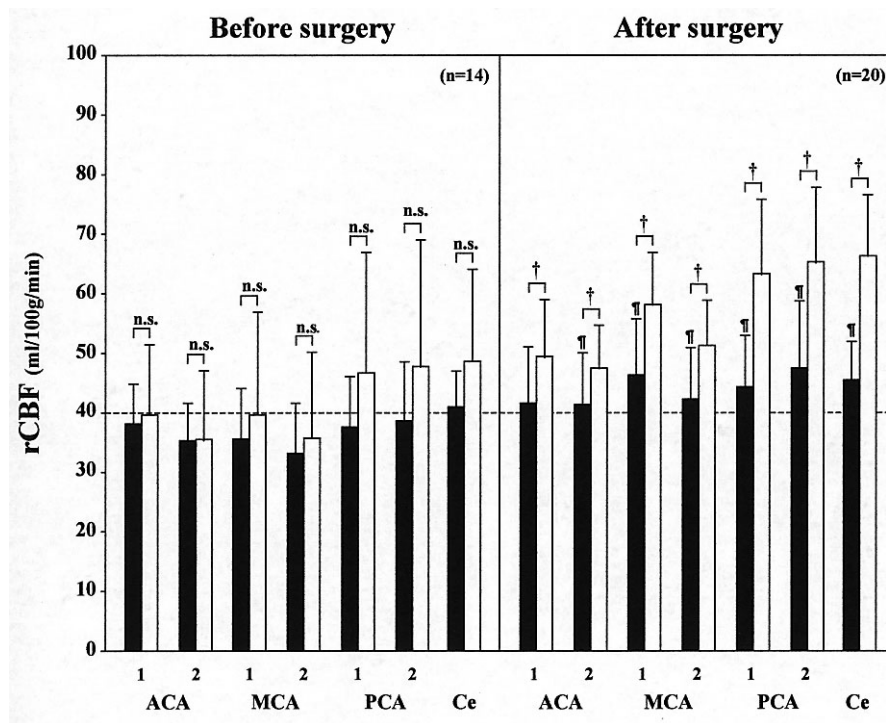 Before surgery After surgery
(n=14) (n=20)
rCBF (ml/100g/min)
100
90
80
70
60
50
40
30
20
10
0
n.s. n.s. n.s. n.s. n.s. n.s. n.s.
† † † † † † †
¶ ¶ ¶ ¶ ¶ ¶
1 2 1 2 1 2 1 2 1 2 1 2
ACA MCA PCA Ce ACA MCA PCA Ce